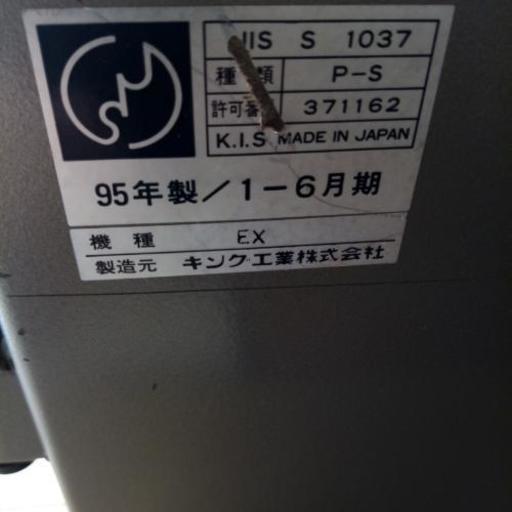 JIS S 1037
種類 P-S
許可番 371162
K.I.S MADE IN JAPAN
95年製/1-6月期
機種 EX
製造元 キング工業株式会社